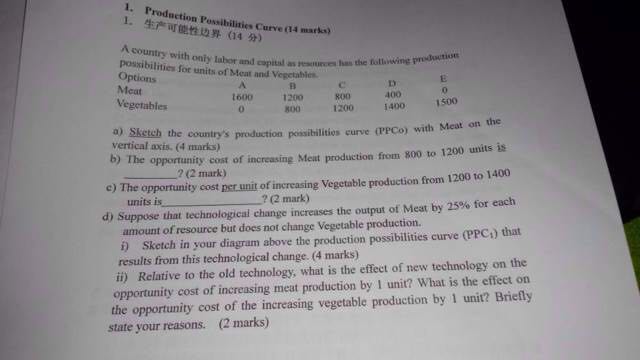 1. Production Possibilities Curve (14 marks)
1. 生产可能性边界 (14 分)
A country with only labor and capital as resources has the following production
possibilities for units of Meat and Vegetables.
Options A B C D E
Meat 1600 1200 800 400 0
Vegetables 0 800 1200 1400 1500
a) Sketch the country's production possibilities curve (PPCo) with Meat on the
vertical axis. (4 marks)
b) The opportunity cost of increasing Meat production from 800 to 1200 units is
____________? (2 mark)
c) The opportunity cost per unit of increasing Vegetable production from 1200 to 1400
units is________________? (2 mark)
d) Suppose that technological change increases the output of Meat by 25% for each
amount of resource but does not change Vegetable production.
i) Sketch in your diagram above the production possibilities curve (PPC₁) that
results from this technological change. (4 marks)
ii) Relative to the old technology, what is the effect of new technology on the
opportunity cost of increasing meat production by 1 unit? What is the effect on
the opportunity cost of the increasing vegetable production by 1 unit? Briefly
state your reasons. (2 marks)